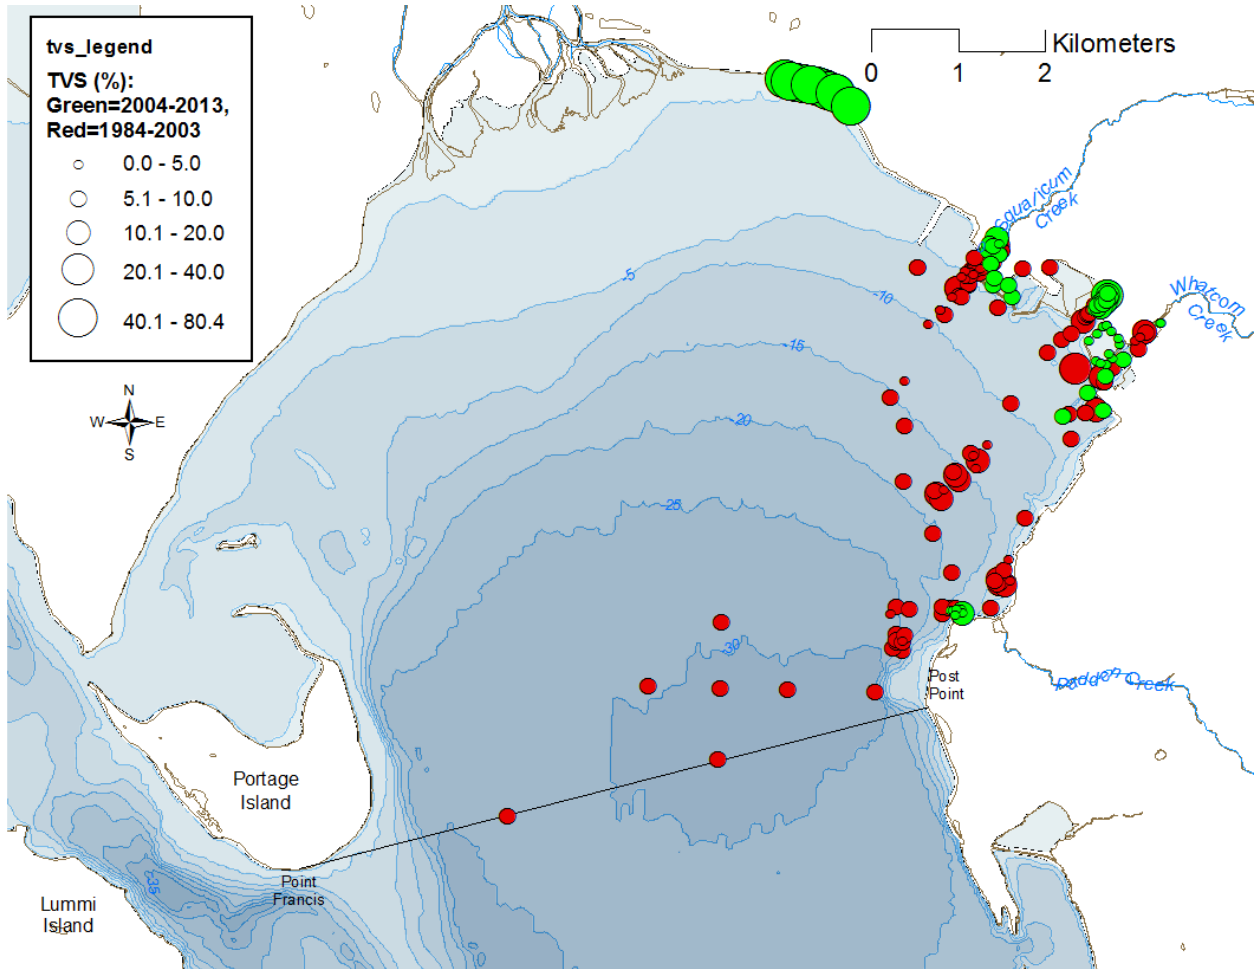 tvs_legend
TVS (%):
Green=2004-2013,
Red=1984-2003
0.0 - 5.0
5.1 - 10.0
10.1 - 20.0
20.1 - 40.0
40.1 - 80.4
Kilometers
0 1 2
Squalicum
Creek
Whatcom
Creek
N
W E
S
-5
-10
-15
-20
-25
-30
Post
Point
Padden Creek
Portage
Island
Point
Francis
-35
Lummi
Island